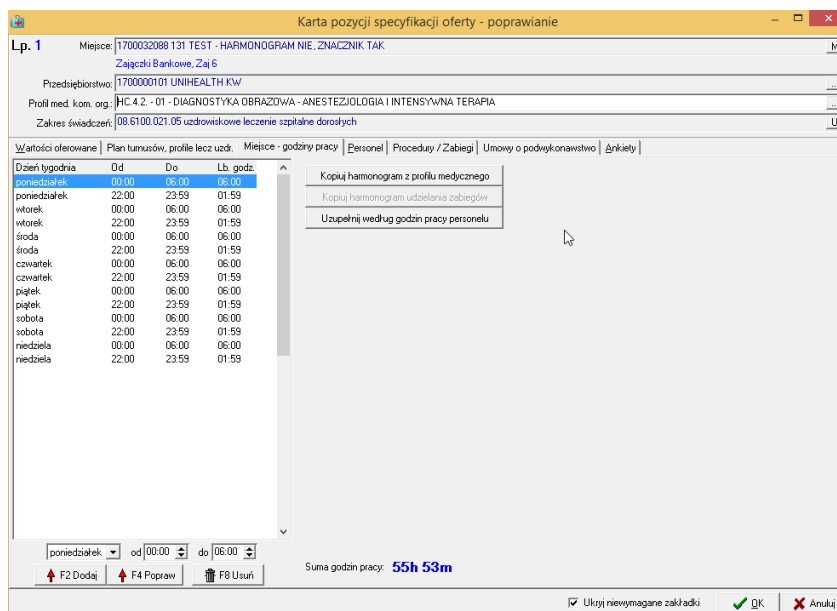 Karta pozycji specyfikacji oferty - poprawianie
Lp. 1 Miejsce: 1700032088 131 TEST - HARMONOGRAM NIE, ZNACZNIK TAK
Zajączki Bankowe, Zaj 6
Przedsiębiorstwo: 1700000101 UNIHEALTH KW ...
Profil med. kom. org.: HC.4.2. - 01 - DIAGNOSTYKA OBRAZOWA - ANESTEZJOLOGIA I INTENSYWNA TERAPIA ...
Zakres świadczeń: 08.6100.021.05 uzdrowiskowe leczenie szpitalne dorosłych
Wartości oferowane Plan turnusów, profile lecz uzdr. Miejsce - godziny pracy Personel Procedury / Zabiegi Umowy o podwykonawstwo Ankiety
Dzień tygodnia Od Do Lb. godz.
poniedziałek 00:00 06:00 06:00
poniedziałek 22:00 23:59 01:59
wtorek 00:00 06:00 06:00
wtorek 22:00 23:59 01:59
środa 00:00 06:00 06:00
środa 22:00 23:59 01:59
czwartek 00:00 06:00 06:00
czwartek 22:00 23:59 01:59
piątek 00:00 06:00 06:00
piątek 22:00 23:59 01:59
sobota 00:00 06:00 06:00
sobota 22:00 23:59 01:59
niedziela 00:00 06:00 06:00
niedziela 22:00 23:59 01:59
Kopiuj harmonogram z profilu medycznego
Kopiuj harmonogram udzielania zabiegów
Uzupełnij według godzin pracy personelu
poniedziałek od 00:00 do 06:00
F2 Dodaj F4 Popraw F8 Usuń
Suma godzin pracy: 55h 53m
Ukryj niewymagane zakładki OK Anuluj